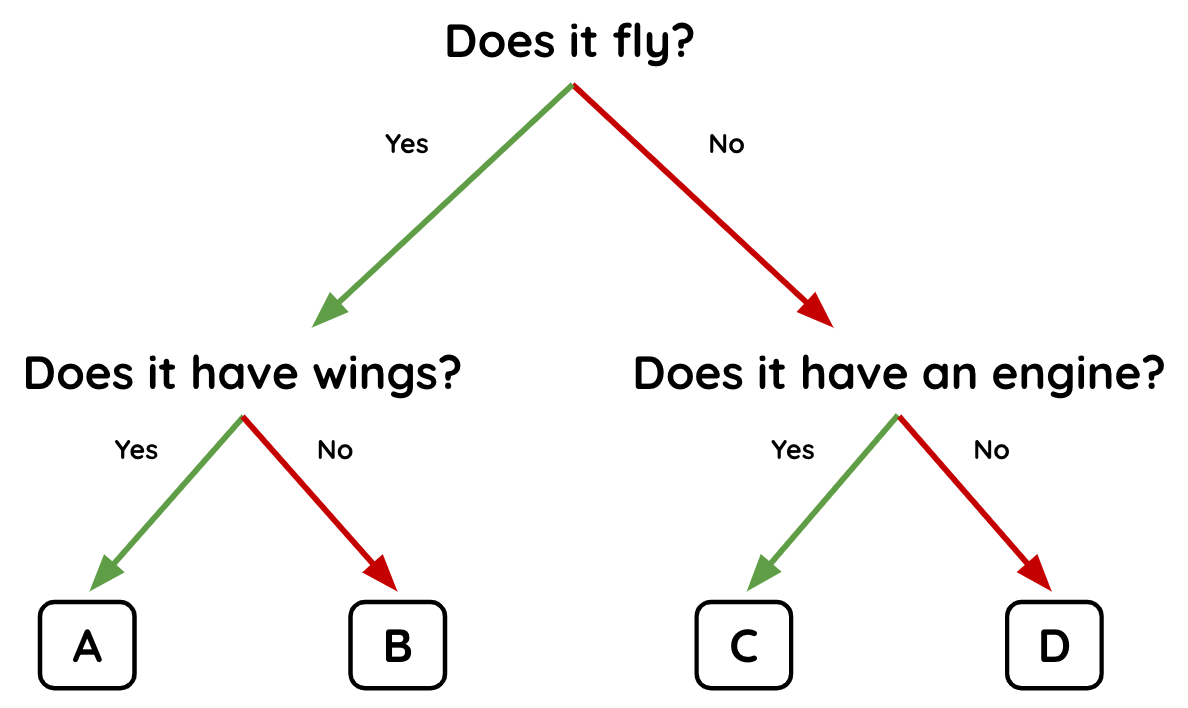 Does it fly?
Yes
No
Does it have wings?
Does it have an engine?
Yes
No
Yes
No
A
B
C
D